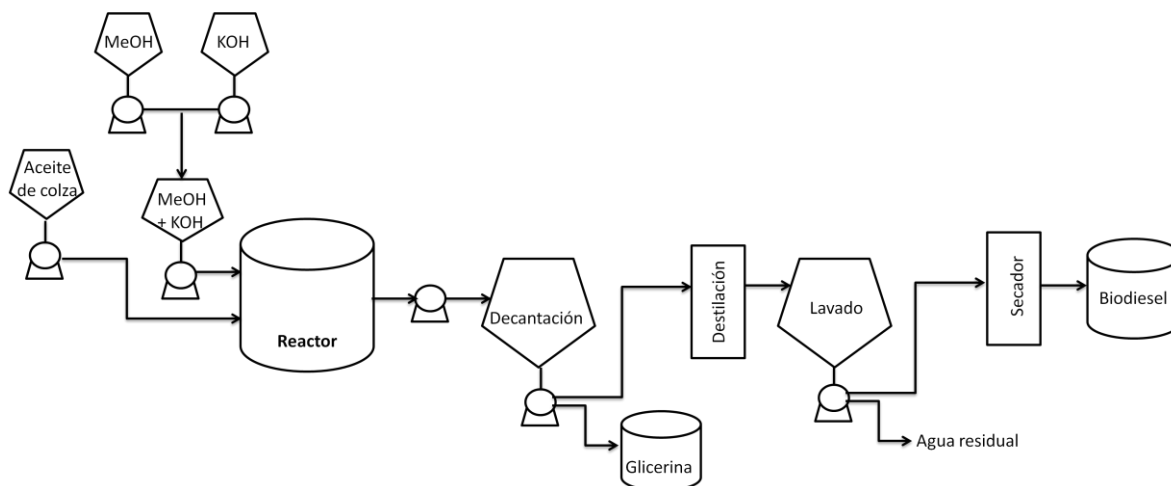 MeOH
KOH
Aceite
de colza
MeOH
+ KOH
Reactor
Decantación
Glicerina
Destilación
Lavado
Agua residual
Secador
Biodiesel